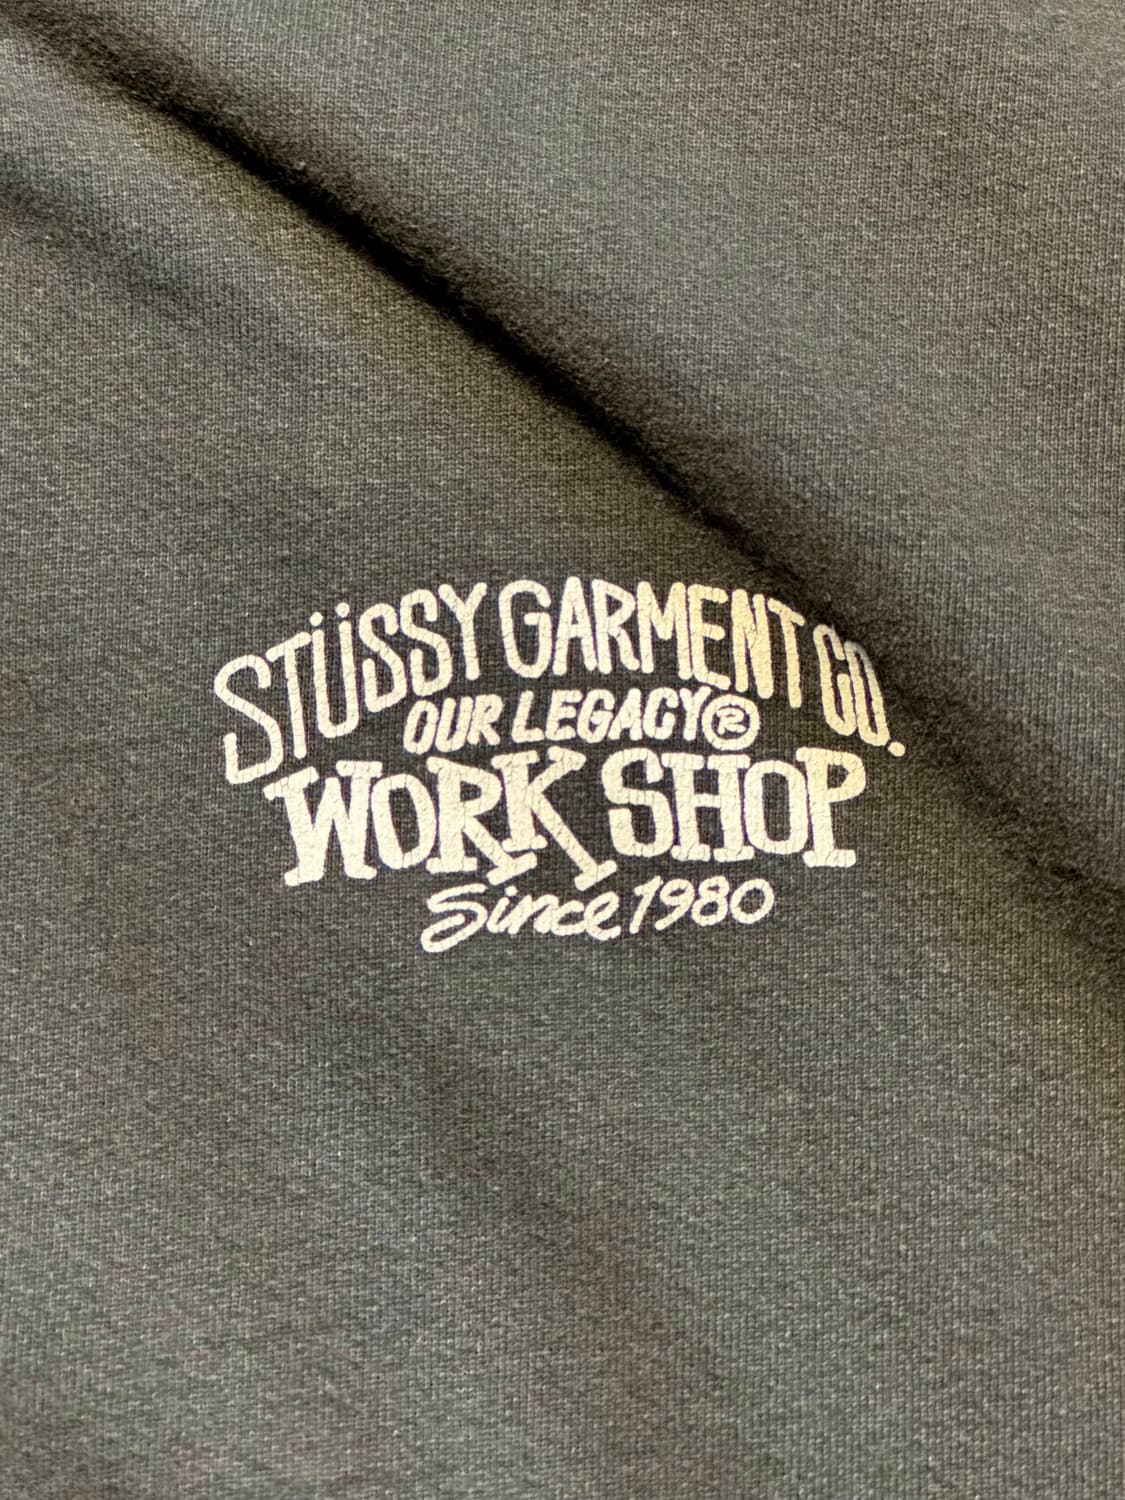 STÜSSY GARMENT CO.
OUR LEGACY®
WORK SHOP
Since 1980